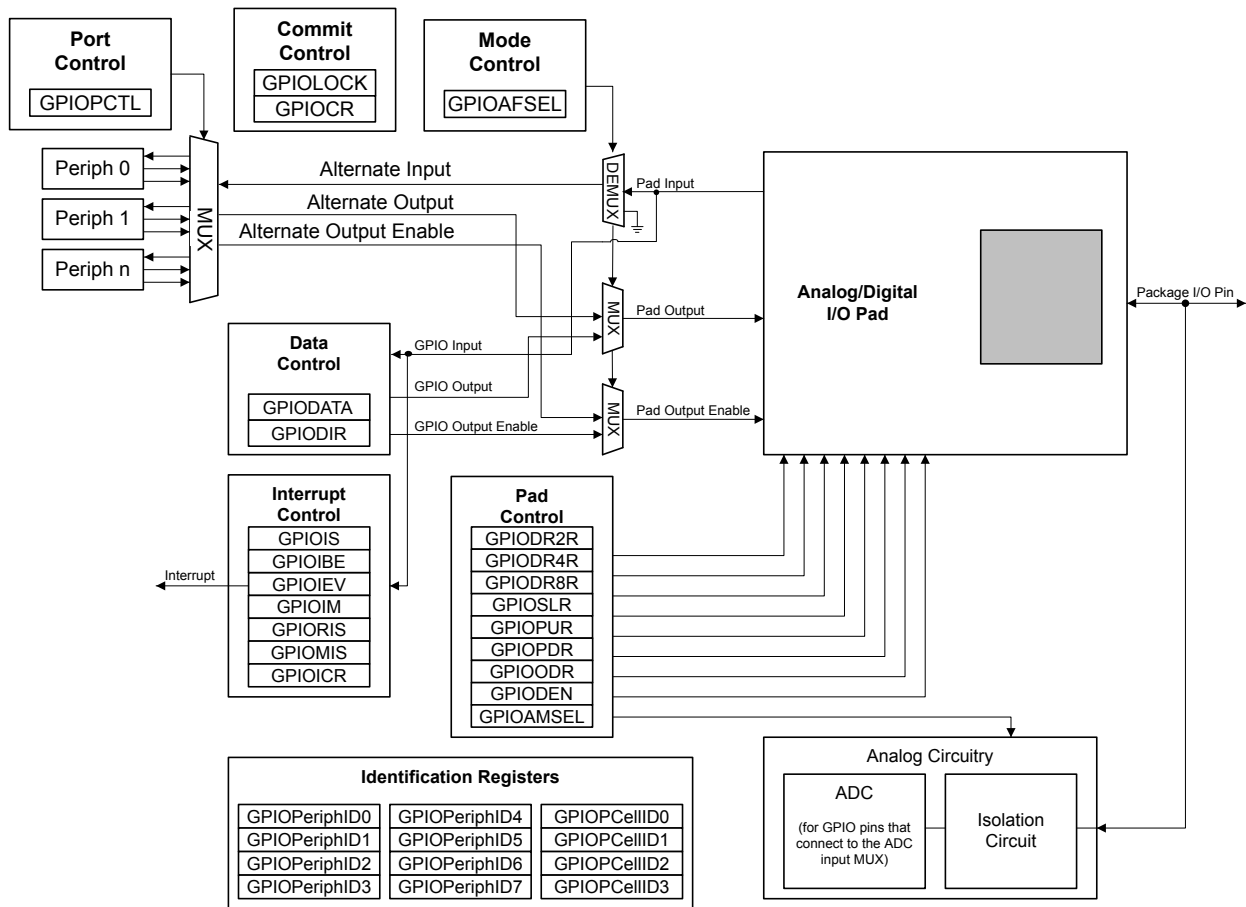 Port
Control
GPIOPCTL
Commit
Control
GPIOLOCK
GPIOCR
Mode
Control
GPIOAFSEL
Periph 0
Periph 1
Periph n
MUX
Alternate Input
Alternate Output
Alternate Output Enable
DEMUX
Pad Input
MUX
Pad Output
MUX
Pad Output Enable
Analog/Digital
I/O Pad
Package I/O Pin
Data
Control
GPIODATA
GPIODIR
GPIO Input
GPIO Output
GPIO Output Enable
Interrupt
Control
GPIOIS
GPIOIBE
GPIOIEV
GPIOIM
GPIORIS
GPIOMIS
GPIOICR
Interrupt
Pad
Control
GPIODR2R
GPIODR4R
GPIODR8R
GPIOSLR
GPIOPUR
GPIOPDR
GPIOODR
GPIODEN
GPIOAMSEL
Analog Circuitry
ADC
(for GPIO pins that
connect to the ADC
input MUX)
Isolation
Circuit
Identification Registers
GPIOPeriphID0
GPIOPeriphID1
GPIOPeriphID2
GPIOPeriphID3
GPIOPeriphID4
GPIOPeriphID5
GPIOPeriphID6
GPIOPeriphID7
GPIOPCellID0
GPIOPCellID1
GPIOPCellID2
GPIOPCellID3